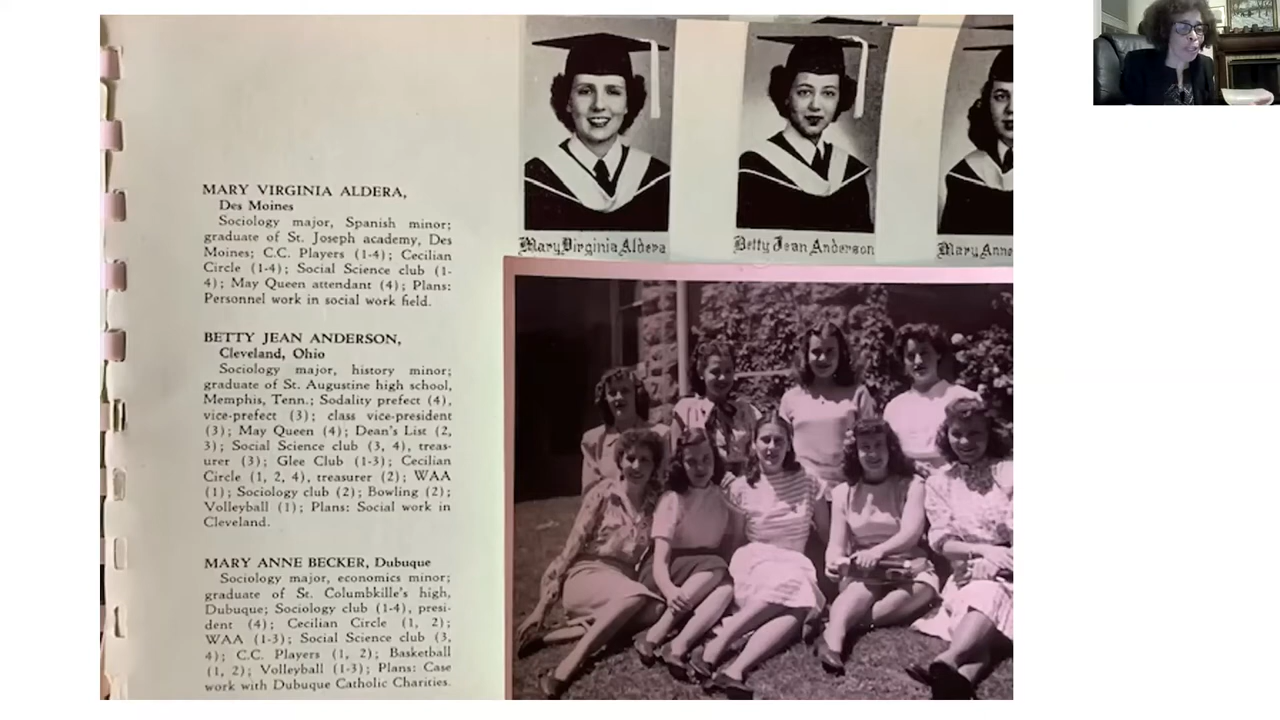 MARY VIRGINIA ALDERA,
Des Moines
Sociology major, Spanish minor;
graduate of St. Joseph academy, Des
Moines; C.C. Players (1-4); Cecilian
Circle (1-4); Social Science club (1-
4); May Queen attendant (4); Plans:
Personnel work in social work field.
BETTY JEAN ANDERSON,
Cleveland, Ohio
Sociology major, history minor;
graduate of St. Augustine high school,
Memphis, Tenn.; Sodality prefect (4),
vice-prefect (3); class vice-president
(3); May Queen (4); Dean's List (2,
3); Social Science club (3, 4), treas-
urer (3); Glee Club (1-3); Cecilian
Circle (1, 2, 4), treasurer (2); WAA
(1); Sociology club (2); Bowling (2);
Volleyball (1); Plans: Social work in
Cleveland.
MARY ANNE BECKER, Dubuque
Sociology major, economics minor;
graduate of St. Columbkille's high,
Dubuque; Sociology club (1-4), presi-
dent (4); Cecilian Circle (1, 2);
WAA (1-3); Social Science club (3,
4); C.C. Players (1, 2); Basketball
(1, 2); Volleyball (1-3); Plans: Case
work with Dubuque Catholic Charities.
Mary Virginia Aldera
Betty Jean Anderson
Mary Anne